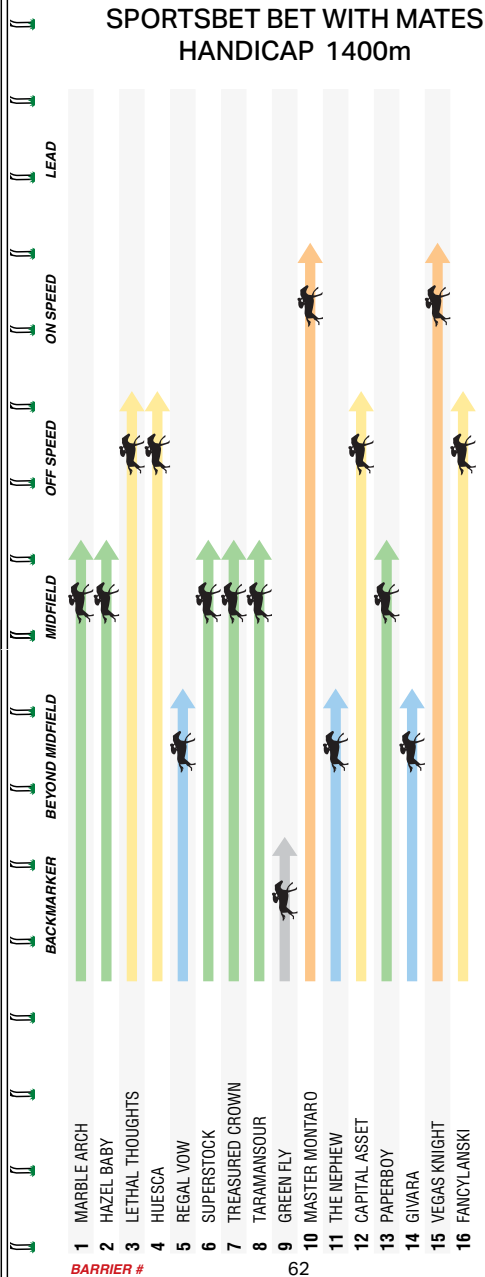 SPORTSBET BET WITH MATES
HANDICAP 1400m
LEAD
ON SPEED
OFF SPEED
MIDFIELD
BEYOND MIDFIELD
BACKMARKER
1 MARBLE ARCH
2 HAZEL BABY
3 LETHAL THOUGHTS
4 HUESCA
5 REGAL VOW
6 SUPERSTOCK
7 TREASURED CROWN
8 TARAMANSOUR
9 GREEN FLY
10 MASTER MONTARO
11 THE NEPHEW
12 CAPITAL ASSET
13 PAPERBOY
14 GIVARA
15 VEGAS KNIGHT
16 FANCYLANSKI
BARRIER #
62